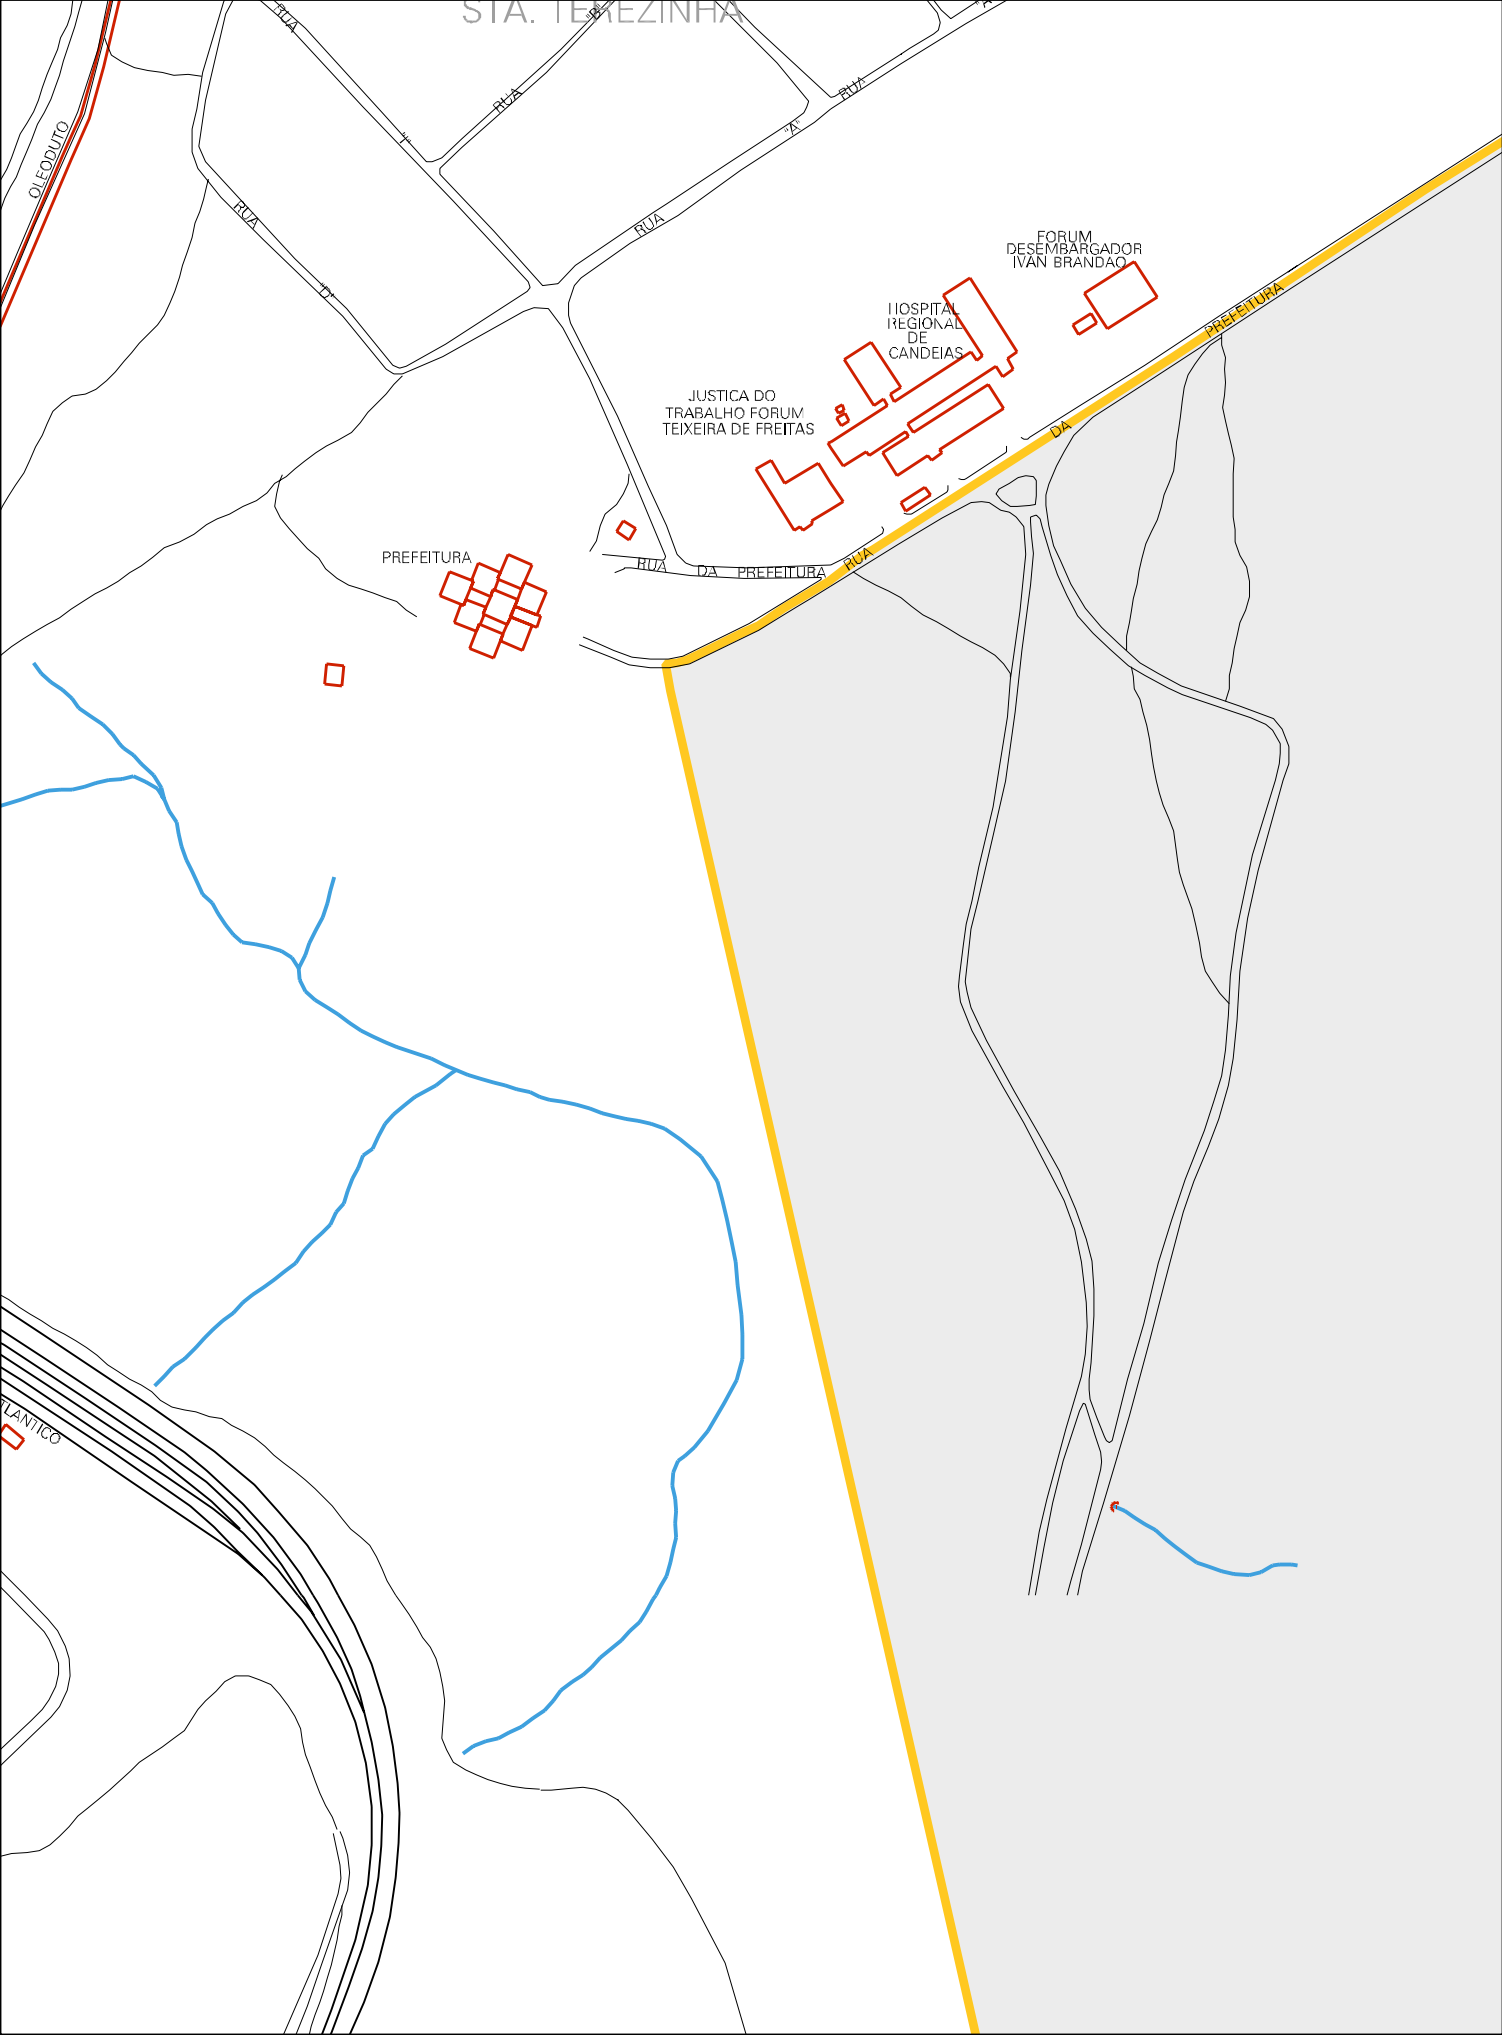 STA. TEREZINHA
RUA
"B"
"A"
RUA
RUA
"I"
"A"
OLEODUTO
RUA
RUA
"D"
FORUM
DESEMBARGADOR
IVAN BRANDAO
PREFEITURA
HOSPITAL
REGIONAL
DE
CANDEIAS
JUSTICA DO
TRABALHO FORUM
TEIXEIRA DE FREITAS
DA
PREFEITURA
RUA
RUA DA PREFEITURA
TLANTICO